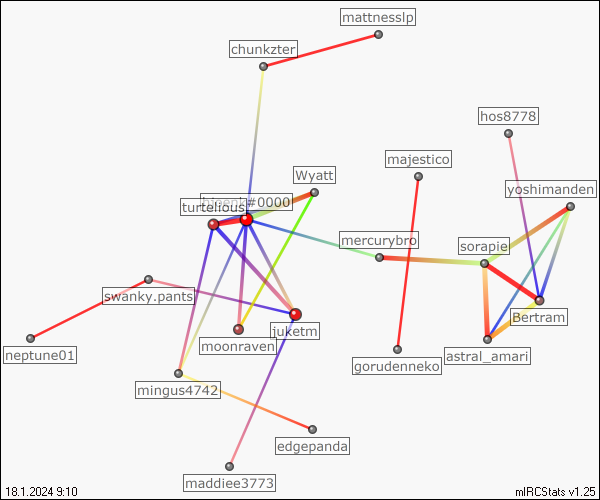 mattnesslp
chunkzter
hos8778
majestico
Wyatt
yoshimanden
#0000
turtelious
mercurybro
sorapie
swanky.pants
Bertram
juketm
moonraven
neptune01
astral_amari
gorudenneko
mingus4742
edgepanda
maddiee3773
18.1.2024 9:10
mIRCStats v1.25